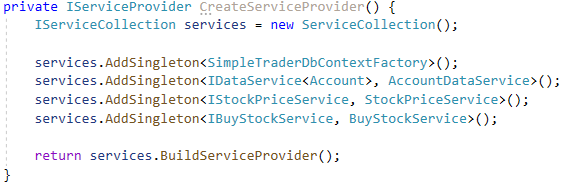 private IServiceProvider CreateServiceProvider() {
    IServiceCollection services = new ServiceCollection();

    services.AddSingleton<SimpleTraderDbContextFactory>();
    services.AddSingleton<IDataService<Account>, AccountDataService>();
    services.AddSingleton<IStockPriceService, StockPriceService>();
    services.AddSingleton<IBuyStockService, BuyStockService>();

    return services.BuildServiceProvider();
}